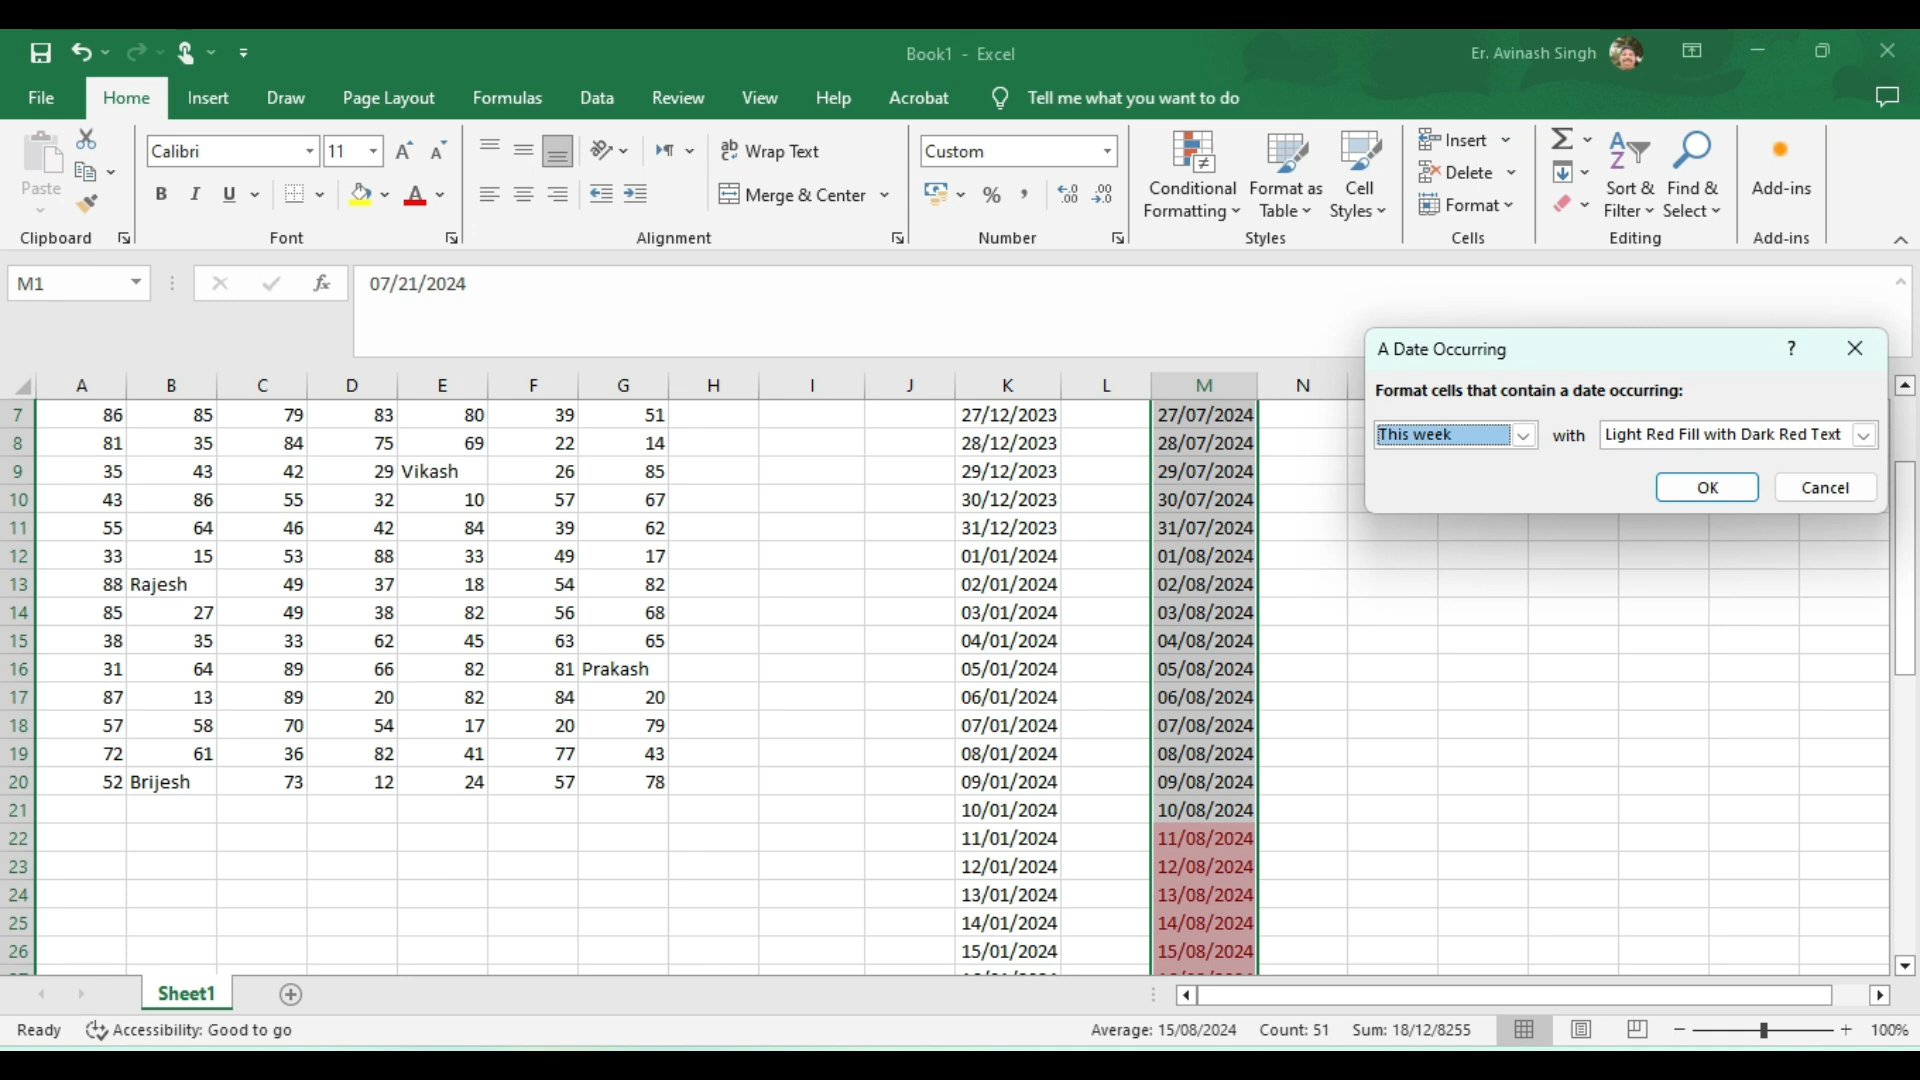 Book1 - Excel
Er. Avinash Singh
File Home Insert Draw Page Layout Formulas Data Review View Help Acrobat Tell me what you want to do
Paste
Clipboard
Calibri 11
B I U
Font
Wrap Text
Merge & Center
Alignment
Custom
% ,
Number
Conditional Formatting
Format as Table
Cell Styles
Styles
Insert
Delete
Format
Cells
Sort & Filter
Find & Select
Editing
Add-ins
Add-ins
M1 fx 07/21/2024
A Date Occurring ?
Format cells that contain a date occurring:
This week with Light Red Fill with Dark Red Text
OK Cancel
A B C D E F G H I J K L M N
7 86 85 79 83 80 39 51 27/12/2023 27/07/2024
8 81 35 84 75 69 22 14 28/12/2023 28/07/2024
9 35 43 42 29 Vikash 26 85 29/12/2023 29/07/2024
10 43 86 55 32 10 57 67 30/12/2023 30/07/2024
11 55 64 46 42 84 39 62 31/12/2023 31/07/2024
12 33 15 53 88 33 49 17 01/01/2024 01/08/2024
13 88 Rajesh 49 37 18 54 82 02/01/2024 02/08/2024
14 85 27 49 38 82 56 68 03/01/2024 03/08/2024
15 38 35 33 62 45 63 65 04/01/2024 04/08/2024
16 31 64 89 66 82 81 Prakash 05/01/2024 05/08/2024
17 87 13 89 20 82 84 20 06/01/2024 06/08/2024
18 57 58 70 54 17 20 79 07/01/2024 07/08/2024
19 72 61 36 82 41 77 43 08/01/2024 08/08/2024
20 52 Brijesh 73 12 24 57 78 09/01/2024 09/08/2024
21 10/01/2024 10/08/2024
22 11/01/2024 11/08/2024
23 12/01/2024 12/08/2024
24 13/01/2024 13/08/2024
25 14/01/2024 14/08/2024
26 15/01/2024 15/08/2024
Sheet1
Ready Accessibility: Good to go Average: 15/08/2024 Count: 51 Sum: 18/12/8255 100%